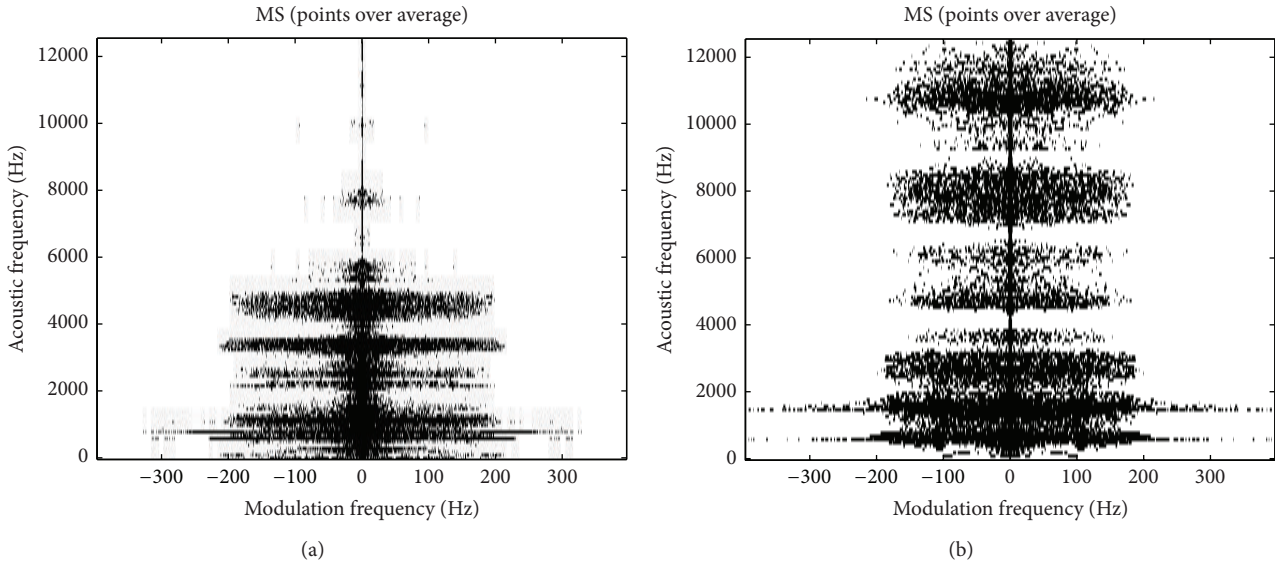 MS (points over average)
12000
10000
8000
6000
4000
2000
0
Acoustic frequency (Hz)
−300 −200 −100 0 100 200 300
Modulation frequency (Hz)
(a)
MS (points over average)
12000
10000
8000
6000
4000
2000
0
Acoustic frequency (Hz)
−300 −200 −100 0 100 200 300
Modulation frequency (Hz)
(b)